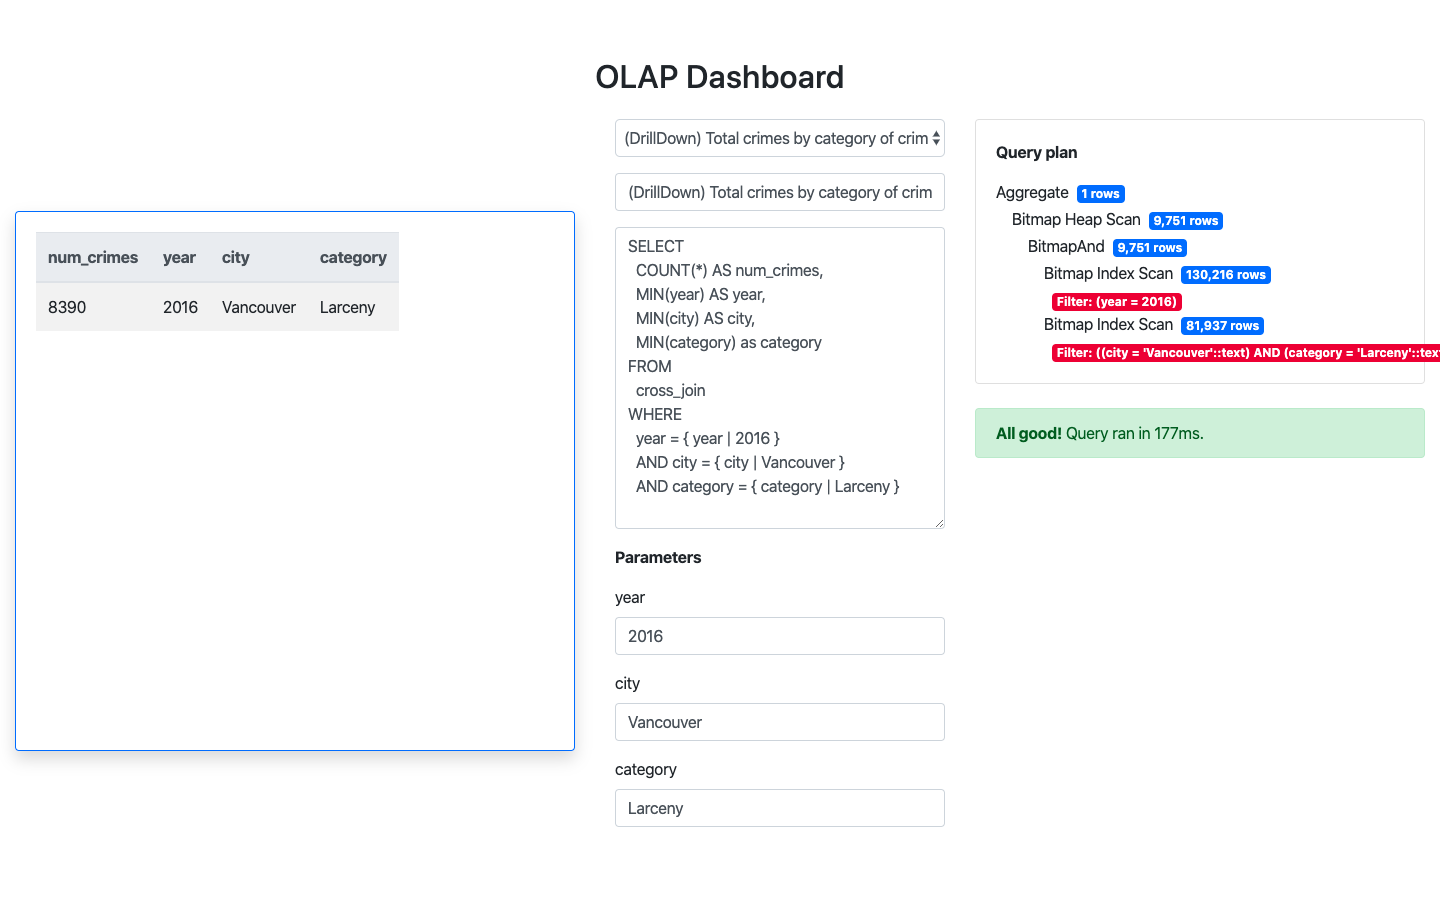 OLAP Dashboard
num_crimes year city category
8390 2016 Vancouver Larceny
(DrillDown) Total crimes by category of crim
(DrillDown) Total crimes by category of crim
SELECT
COUNT(*) AS num_crimes,
MIN(year) AS year,
MIN(city) AS city,
MIN(category) as category
FROM
cross_join
WHERE
year = { year | 2016 }
AND city = { city | Vancouver }
AND category = { category | Larceny }
Parameters
year
2016
city
Vancouver
category
Larceny
Query plan
Aggregate 1 rows
Bitmap Heap Scan 9,751 rows
BitmapAnd 9,751 rows
Bitmap Index Scan 130,216 rows
Filter: (year = 2016)
Bitmap Index Scan 81,937 rows
Filter: ((city = 'Vancouver'::text) AND (category = 'Larceny'::tex
All good! Query ran in 177ms.